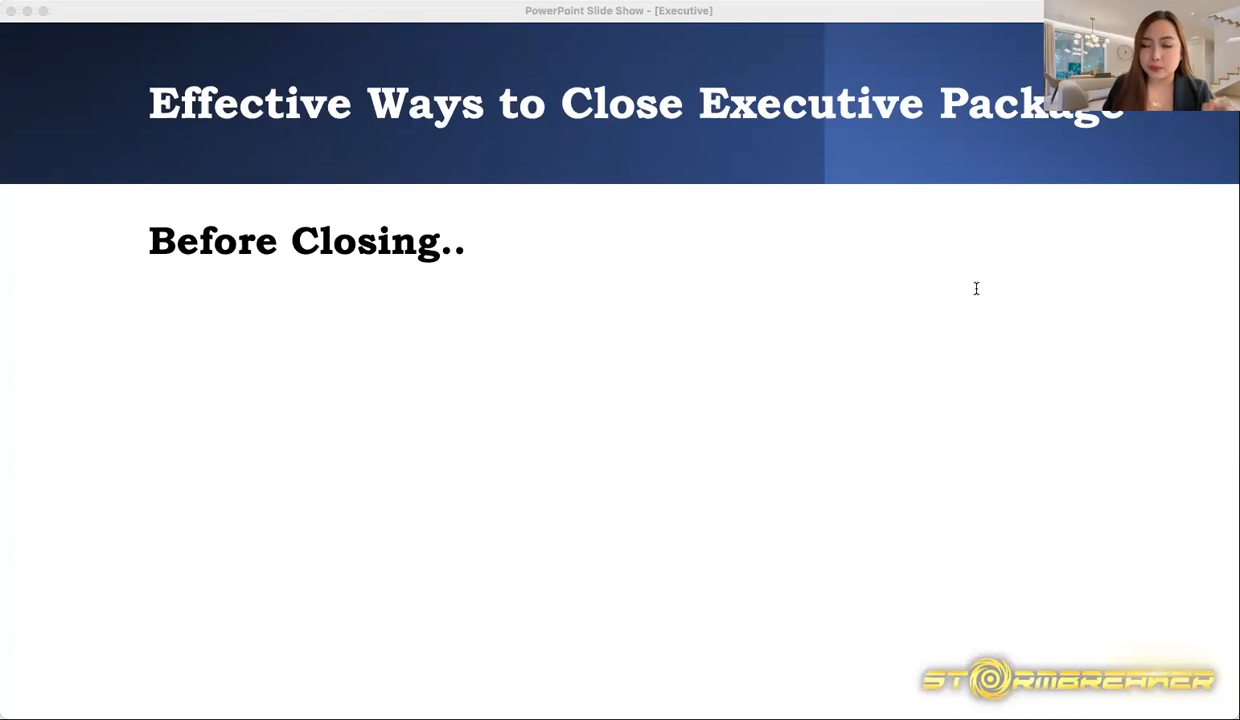 PowerPoint Slide Show - [Executive]
Effective Ways to Close Executive Package
Before Closing..
STORMBREAKER